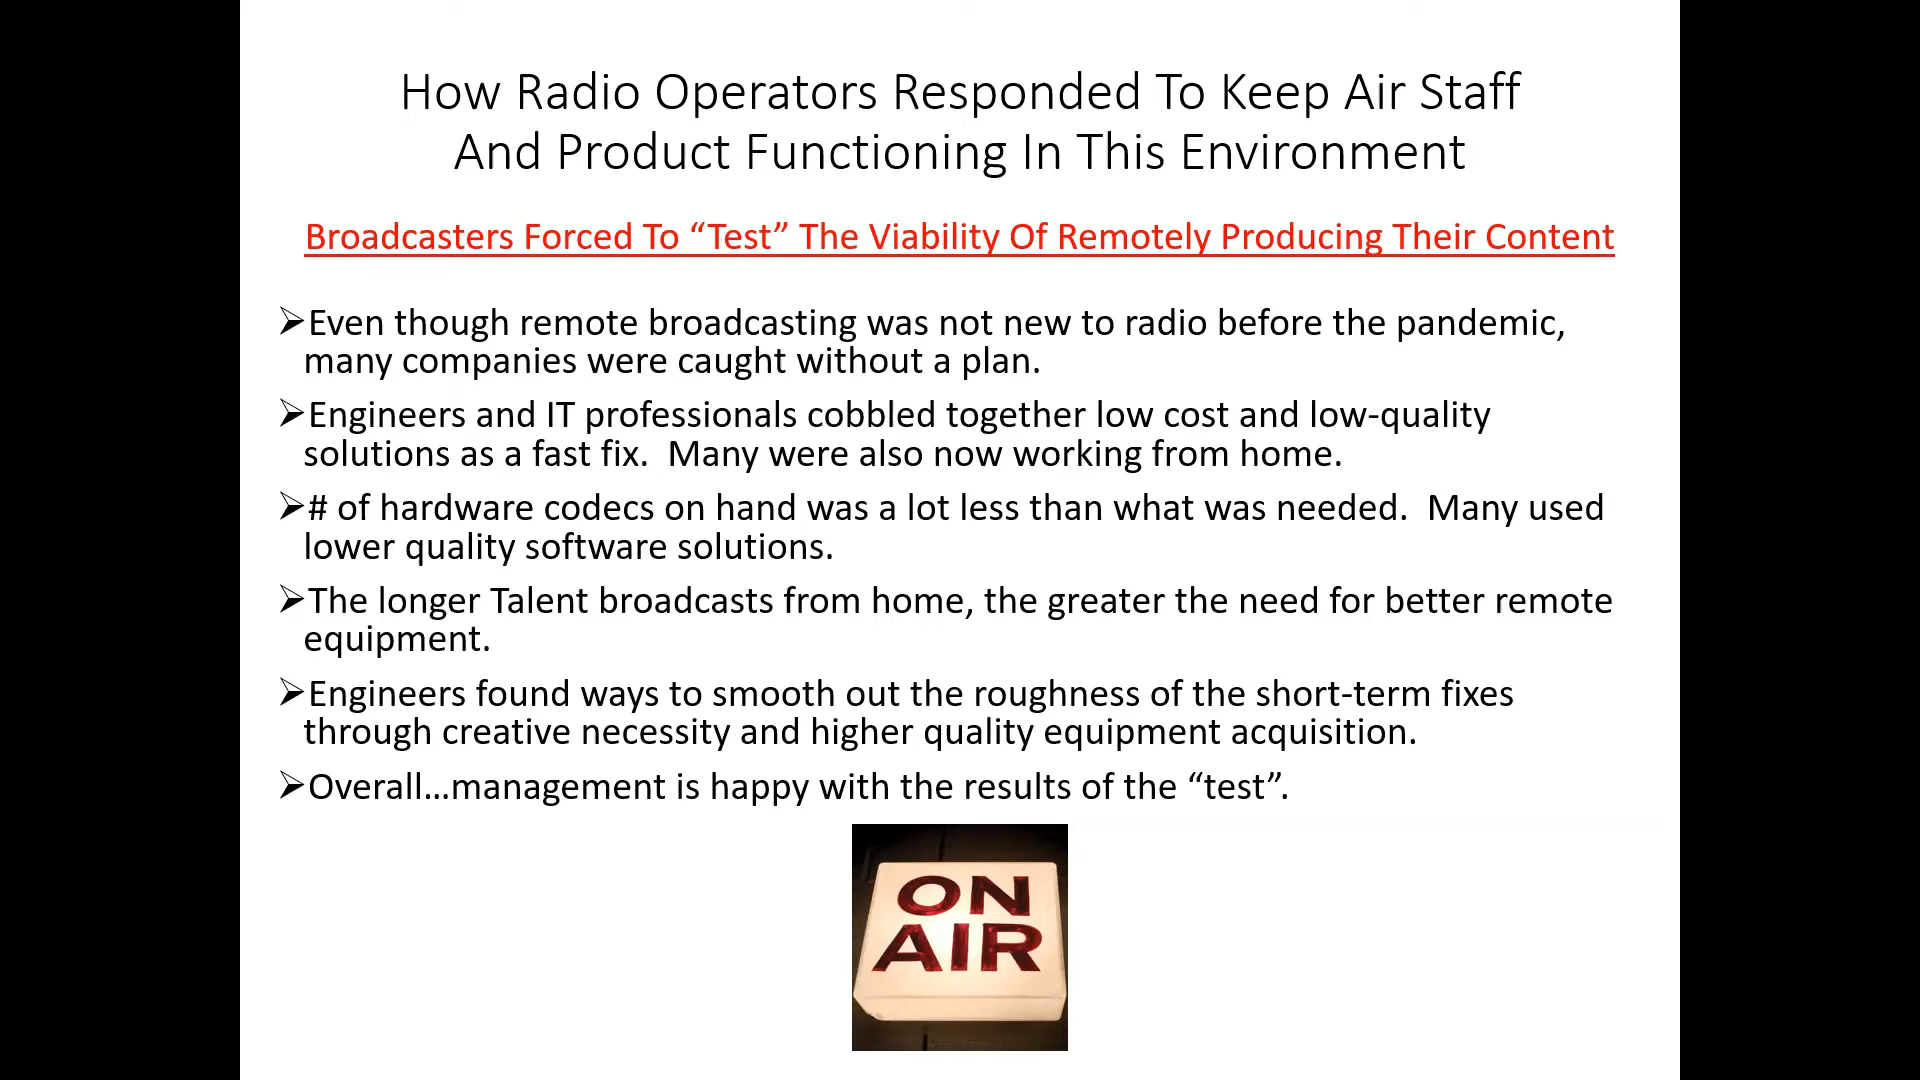 How Radio Operators Responded To Keep Air Staff
And Product Functioning In This Environment
Broadcasters Forced To “Test” The Viability Of Remotely Producing Their Content
➢Even though remote broadcasting was not new to radio before the pandemic,
many companies were caught without a plan.
➢Engineers and IT professionals cobbled together low cost and low-quality
solutions as a fast fix.  Many were also now working from home.
➢# of hardware codecs on hand was a lot less than what was needed.  Many used
lower quality software solutions.
➢The longer Talent broadcasts from home, the greater the need for better remote
equipment.
➢Engineers found ways to smooth out the roughness of the short-term fixes
through creative necessity and higher quality equipment acquisition.
➢Overall…management is happy with the results of the “test”.
ON
AIR